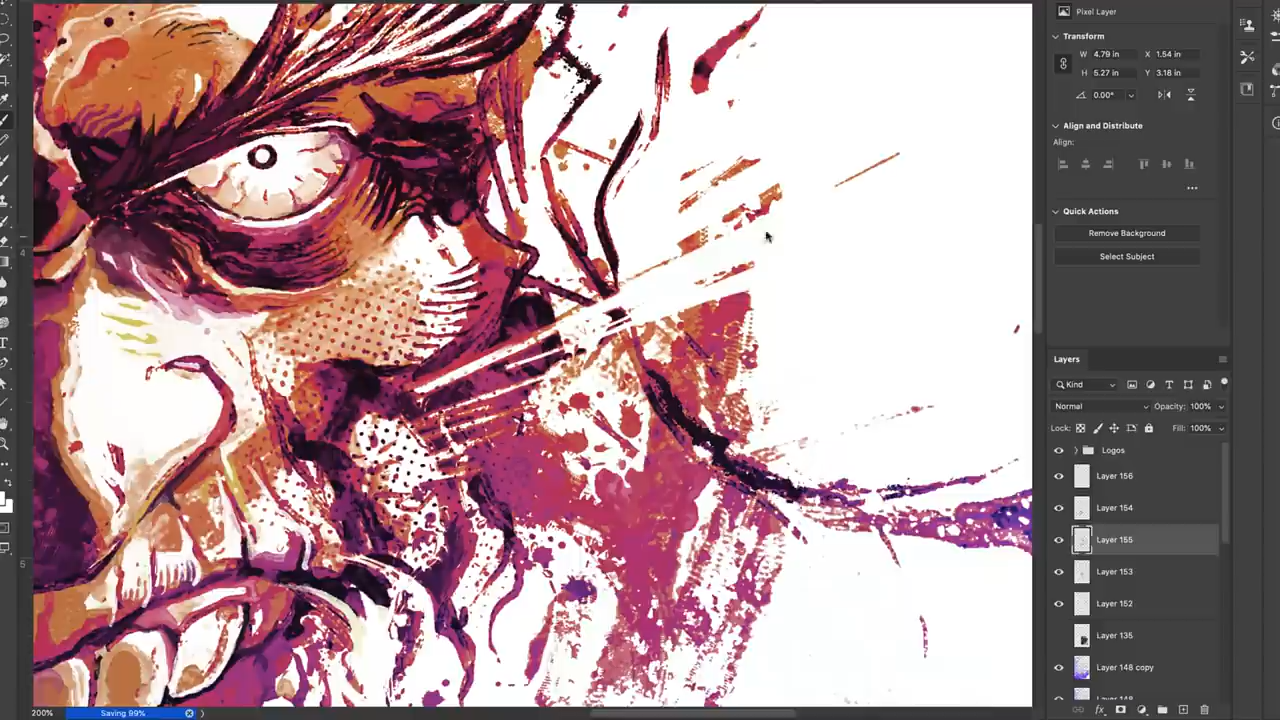 Pixel Layer
Transform
W 4.79 in X 1.54 in
H 5.27 in Y 3.18 in
0.00°
Align and Distribute
Align:
Quick Actions
Remove Background
Select Subject
Layers
Kind
Normal Opacity: 100%
Lock: Fill: 100%
Logos
Layer 156
Layer 154
Layer 155
Layer 153
Layer 152
Layer 135
Layer 148 copy
4
5
200% Saving 99%